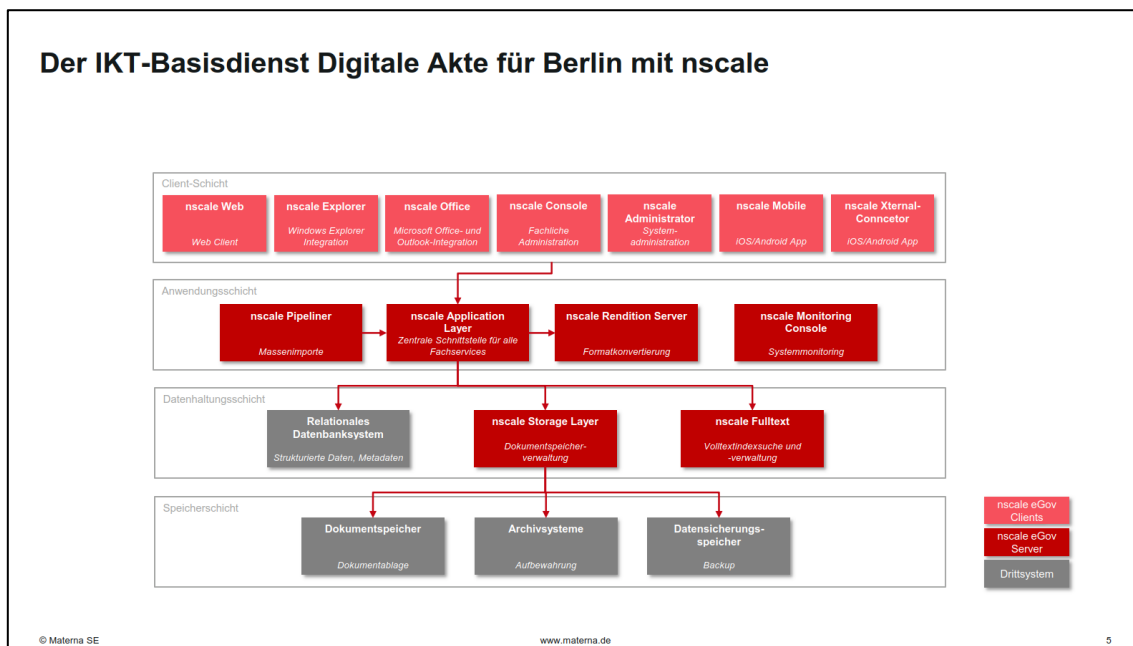 Der IKT-Basisdienst Digitale Akte für Berlin mit nscale
Client-Schicht
nscale Web
Web Client
nscale Explorer
Windows Explorer
Integration
nscale Office
Microsoft Office- und
Outlook-Integration
nscale Console
Fachliche
Administration
nscale
Administrator
System-
administration
nscale Mobile
iOS/Android App
nscale Xternal-
Conncetor
iOS/Android App
Anwendungsschicht
nscale Pipeliner
Massenimporte
nscale Application
Layer
Zentrale Schnittstelle für alle
Fachservices
nscale Rendition Server
Formatkonvertierung
nscale Monitoring
Console
Systemmonitoring
Datenhaltungsschicht
Relationales
Datenbanksystem
Strukturierte Daten, Metadaten
nscale Storage Layer
Dokumentspeicher-
verwaltung
nscale Fulltext
Volltextindexsuche und
-verwaltung
Speicherschicht
Dokumentspeicher
Dokumentablage
Archivsysteme
Aufbewahrung
Datensicherungs-
speicher
Backup
nscale eGov
Clients
nscale eGov
Server
Drittsystem
© Materna SE
www.materna.de
5